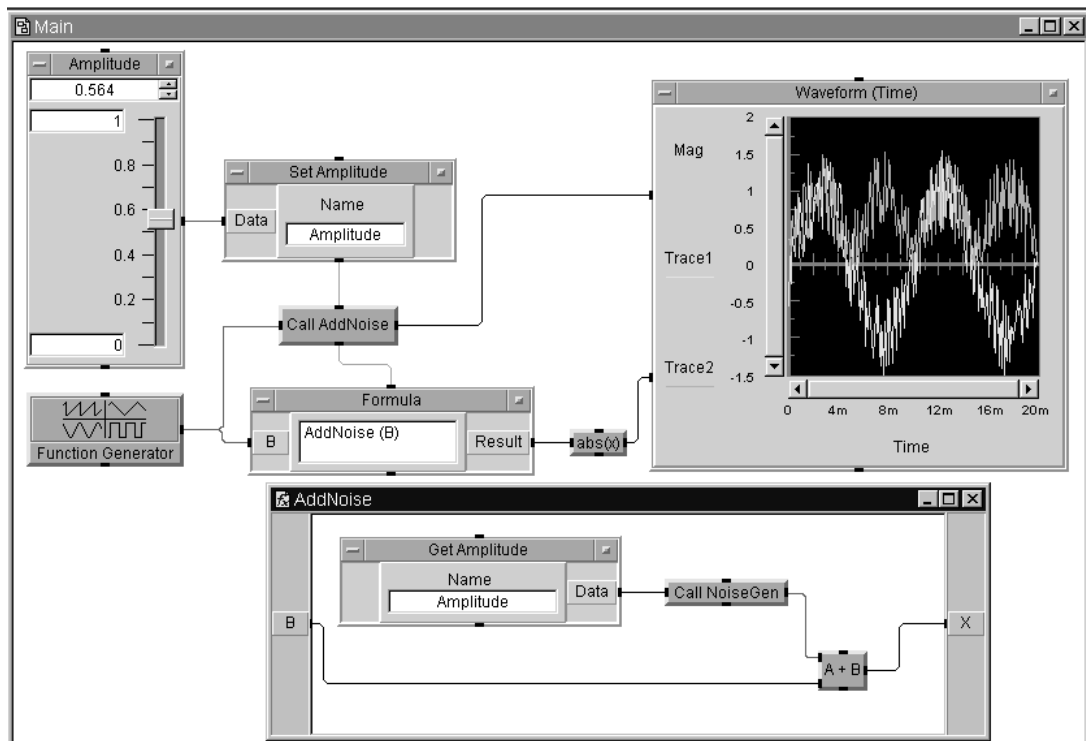 Main
Amplitude
0.564
1
0.8
0.6
0.4
0.2
0
Set Amplitude
Data
Name
Amplitude
Call AddNoise
Function Generator
Formula
B
AddNoise (B)
Result
abs(x)
Waveform (Time)
Mag
Trace1
Trace2
2
1.5
1
0.5
0
-0.5
-1
-1.5
0 4m 8m 12m 16m 20m
Time
AddNoise
B
Get Amplitude
Name
Amplitude
Data
Call NoiseGen
A + B
X